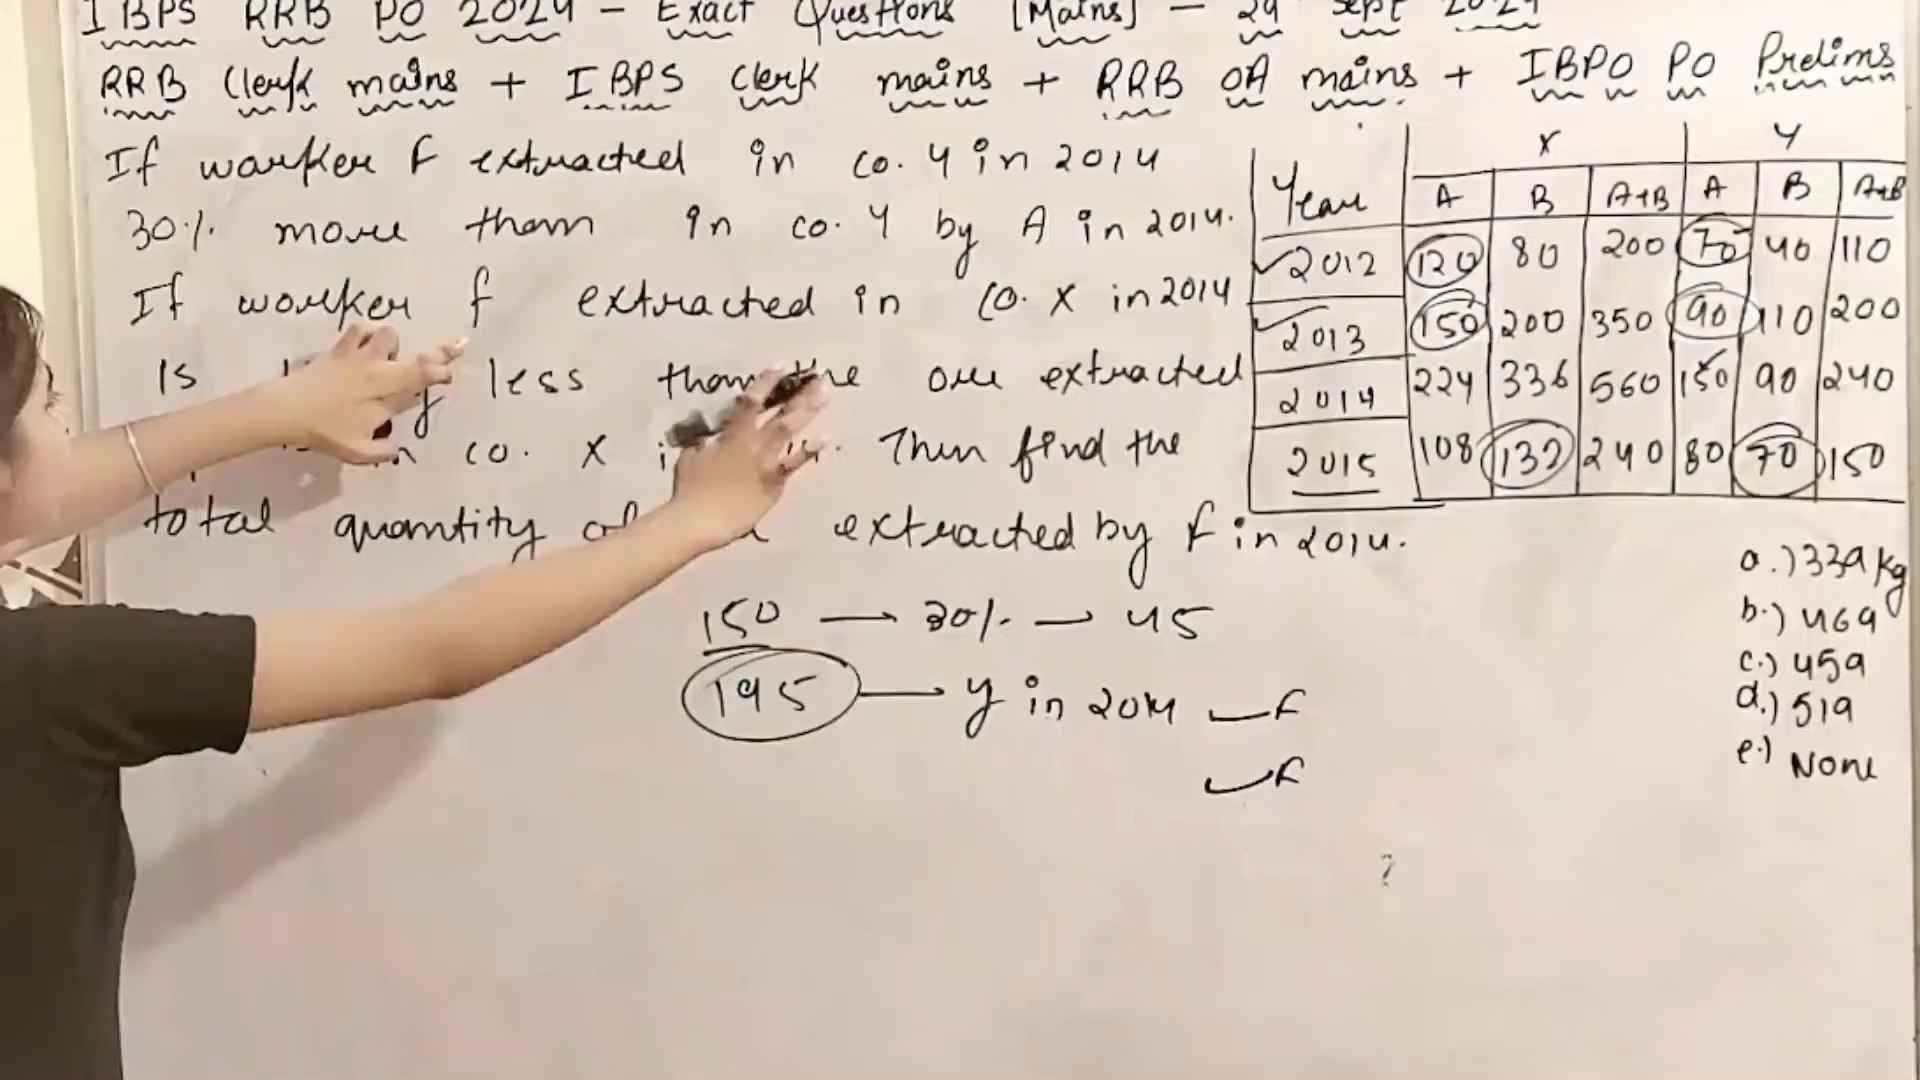 IBPS RRB PO 2024 - Exact Questions [Mains] - 29 Sept 2024
RRB Clerk mains + IBPS Clerk mains + RRB OA mains + IBPO PO Prelims
If worker F extracted in co. Y in 2014
30% more than in co. Y by A in 2014.
If worker F extracted in co. X in 2014
Is less than the ore extracted
in co. X Then find the
total quantity of extracted by F in 2014.
X Y
Year A B A+B A B A+B
2012 120 80 200 70 40 110
2013 150 200 350 90 110 200
2014 224 336 560 150 90 240
2015 108 132 240 80 70 150
150 — 30% — 45
195 — Y in 2014 — F
— F
a.) 339 kg
b.) 469
c.) 459
d.) 519
e.) None
?